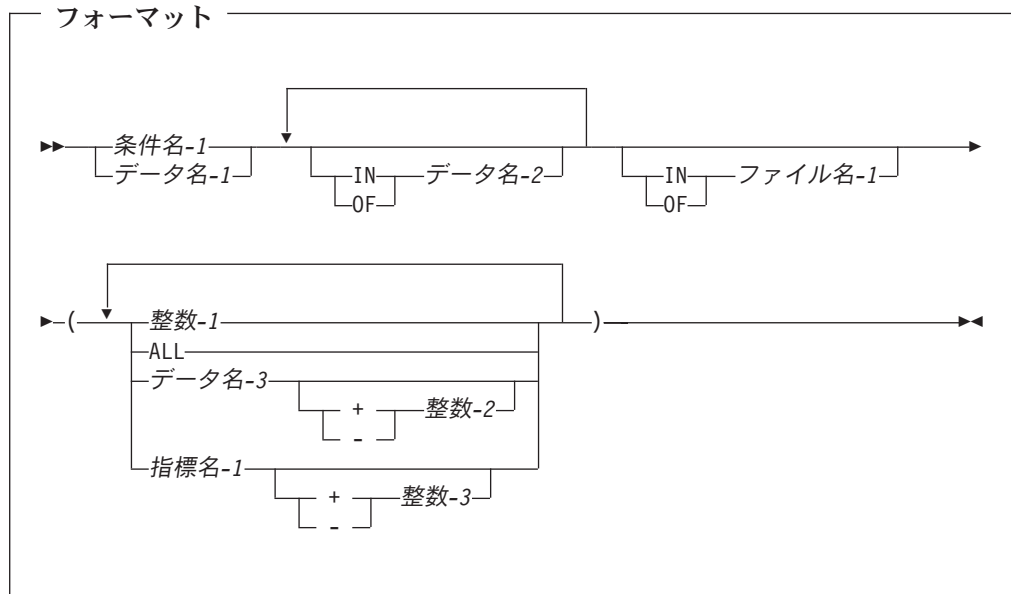 フォーマット
条件名-1
データ名-1
IN
OF
データ名-2
IN
OF
ファイル名-1
(
整数-1
ALL
データ名-3
+
-
整数-2
指標名-1
+
-
整数-3
)